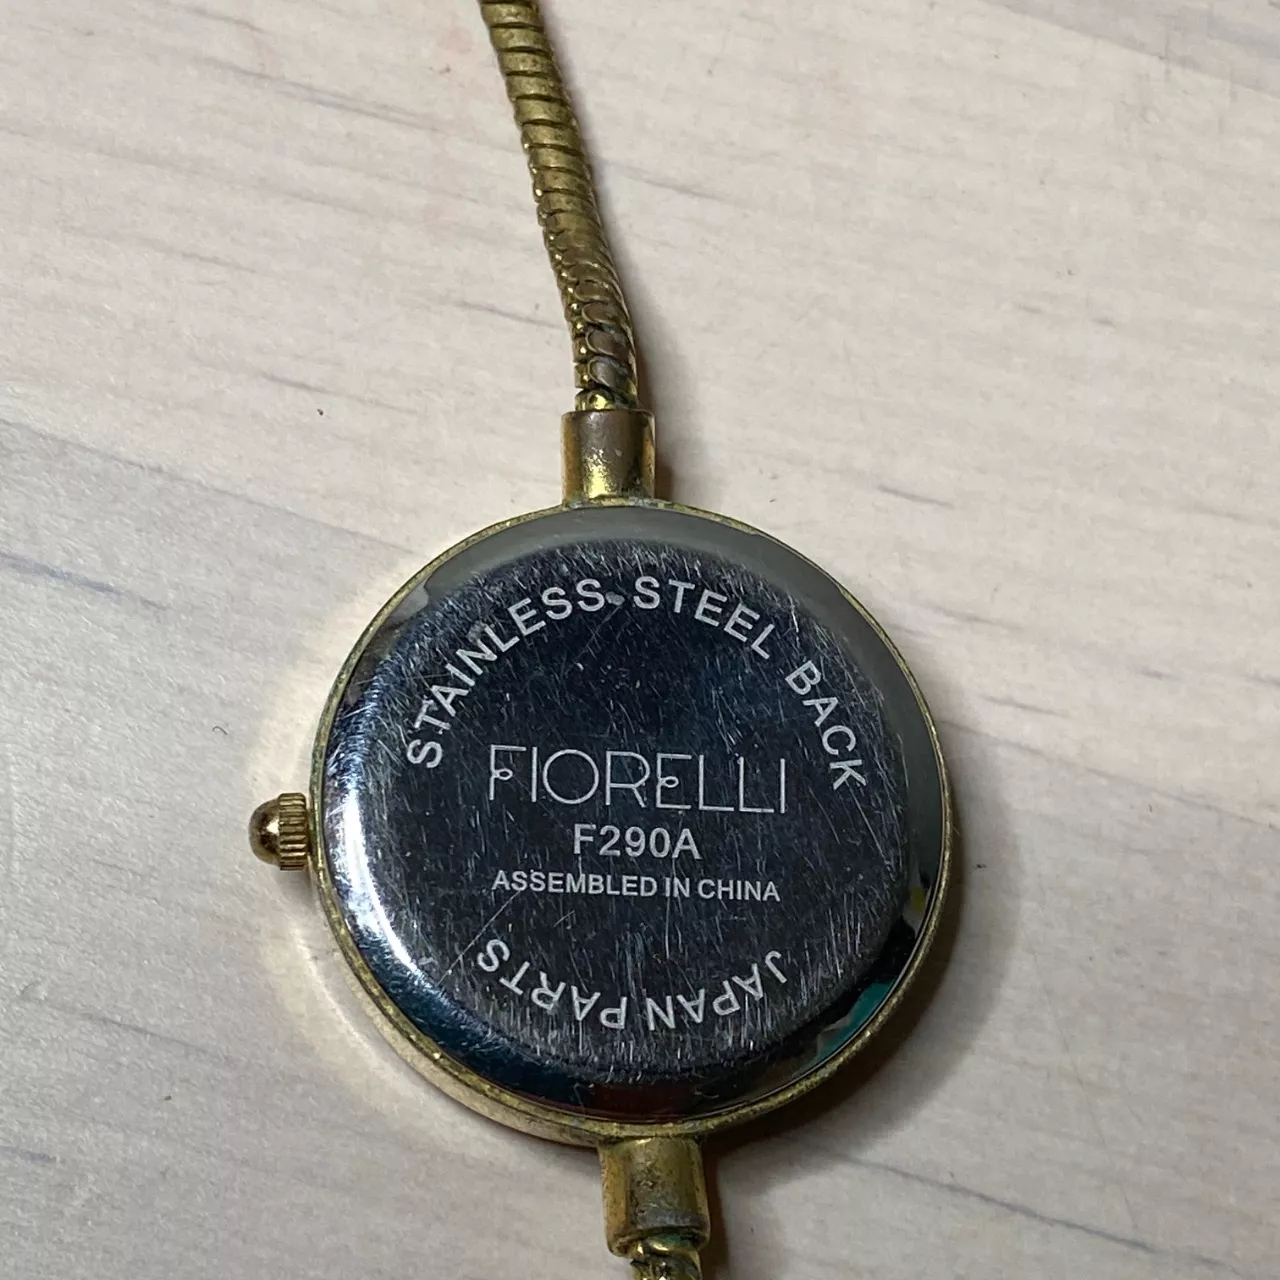 STAINLESS STEEL BACK
FIORELLI
F290A
ASSEMBLED IN CHINA
JAPAN PARTS